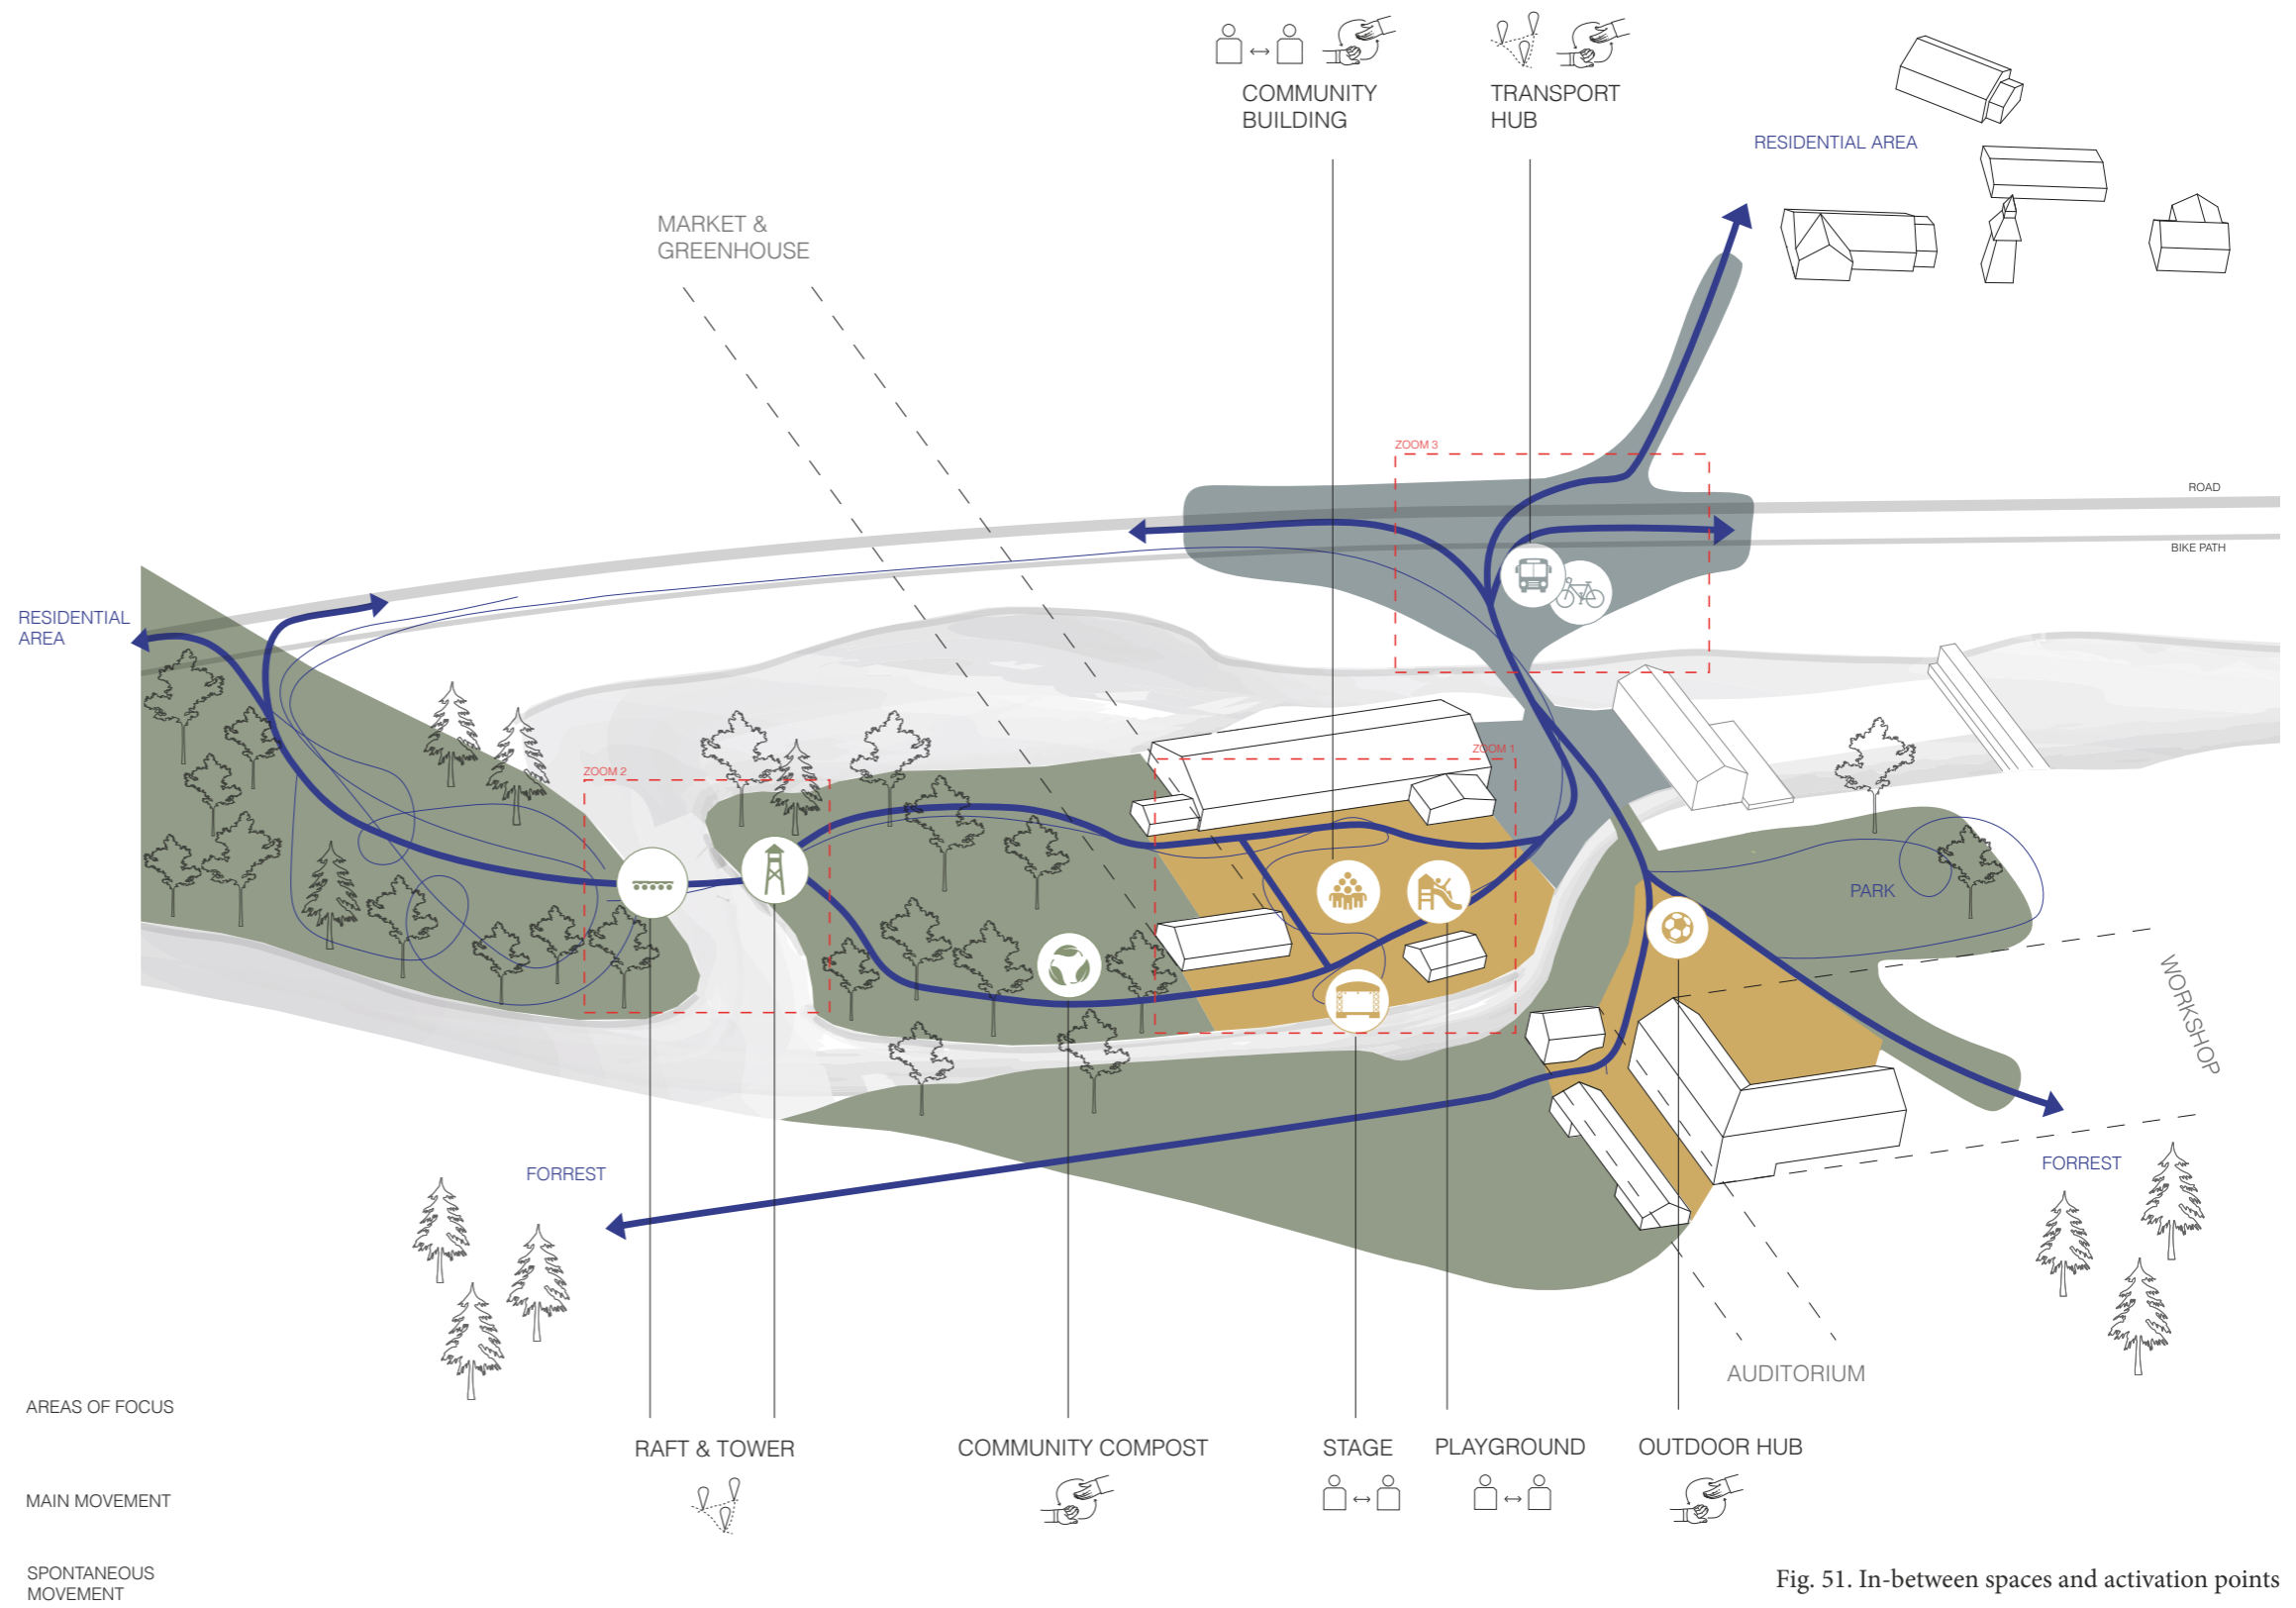 COMMUNITY
BUILDING
TRANSPORT
HUB
RESIDENTIAL AREA
MARKET &
GREENHOUSE
ZOOM 3
ROAD
BIKE PATH
RESIDENTIAL
AREA
ZOOM 1
ZOOM 2
PARK
WORKSHOP
FORREST
FORREST
AUDITORIUM
AREAS OF FOCUS
RAFT & TOWER
COMMUNITY COMPOST
STAGE
PLAYGROUND
OUTDOOR HUB
MAIN MOVEMENT
SPONTANEOUS
MOVEMENT
Fig. 51. In-between spaces and activation points